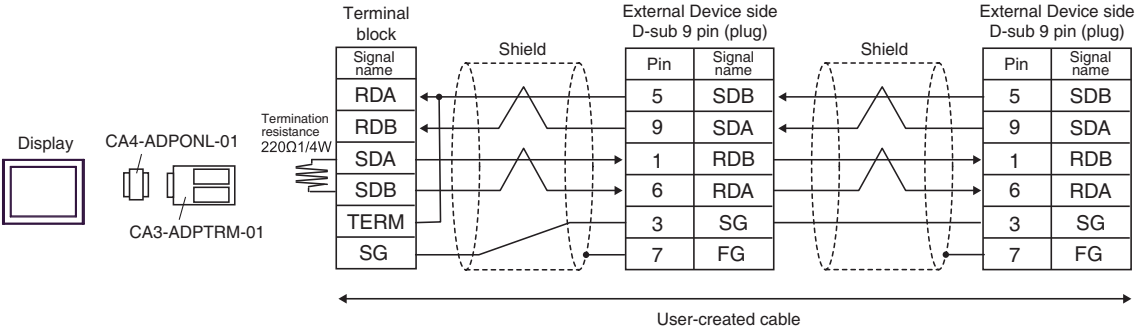 Terminal
block
External Device side
D-sub 9 pin (plug)
External Device side
D-sub 9 pin (plug)
Signal
name
Shield
Pin
Signal
name
Shield
Pin
Signal
name
RDA
5 SDB
5 SDB
RDB
9 SDA
9 SDA
SDA
1 RDB
1 RDB
SDB
6 RDA
6 RDA
TERM
3 SG
3 SG
SG
7 FG
7 FG
Termination
resistance
220Ω1/4W
Display
CA4-ADPONL-01
CA3-ADPTRM-01
User-created cable